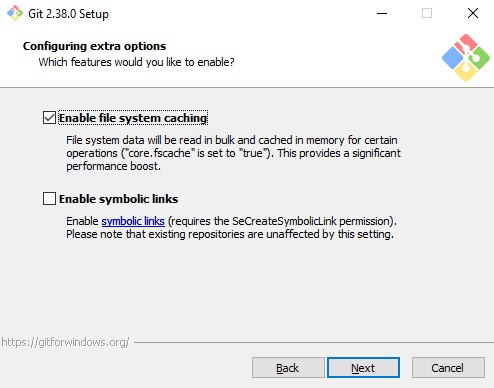 Git 2.38.0 Setup
Configuring extra options
Which features would you like to enable?
Enable file system caching
File system data will be read in bulk and cached in memory for certain
operations ("core.fscache" is set to "true"). This provides a significant
performance boost.
Enable symbolic links
Enable symbolic links (requires the SeCreateSymbolicLink permission).
Please note that existing repositories are unaffected by this setting.
https://gitforwindows.org/
Back
Next
Cancel